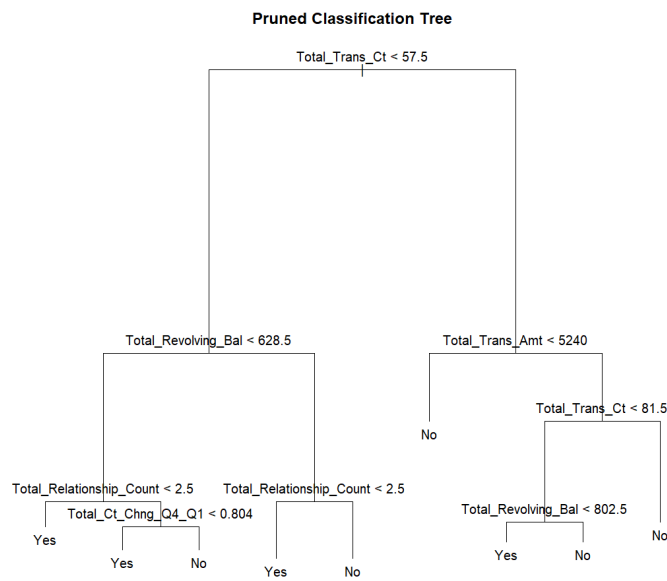 Pruned Classification Tree
Total_Trans_Ct < 57.5
Total_Revolving_Bal < 628.5
Total_Trans_Amt < 5240
Total_Trans_Ct < 81.5
No
Total_Relationship_Count < 2.5
Total_Relationship_Count < 2.5
Total_Revolving_Bal < 802.5
Total_Ct_Chng_Q4_Q1 < 0.804
Yes
No
Yes
No
Yes
No
Yes
No